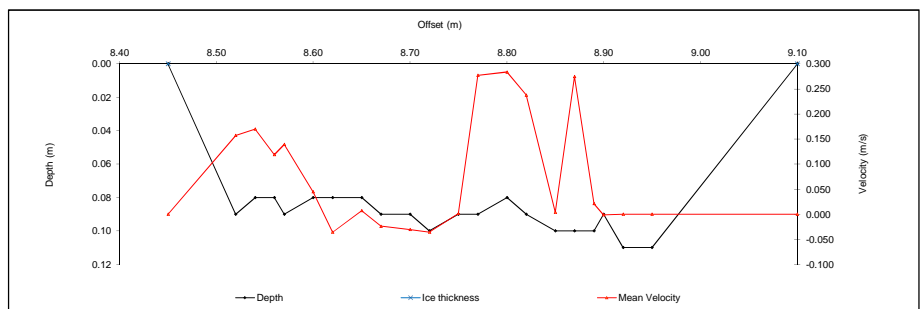 Offset (m)
8.40 8.50 8.60 8.70 8.80 8.90 9.00 9.10
0.00 0.300
0.02 0.250
0.04 0.200
0.06 0.150
0.08 0.100
0.10 0.050
0.12 0.000
-0.050
-0.100
Depth (m)
Velocity (m/s)
Depth Ice thickness Mean Velocity